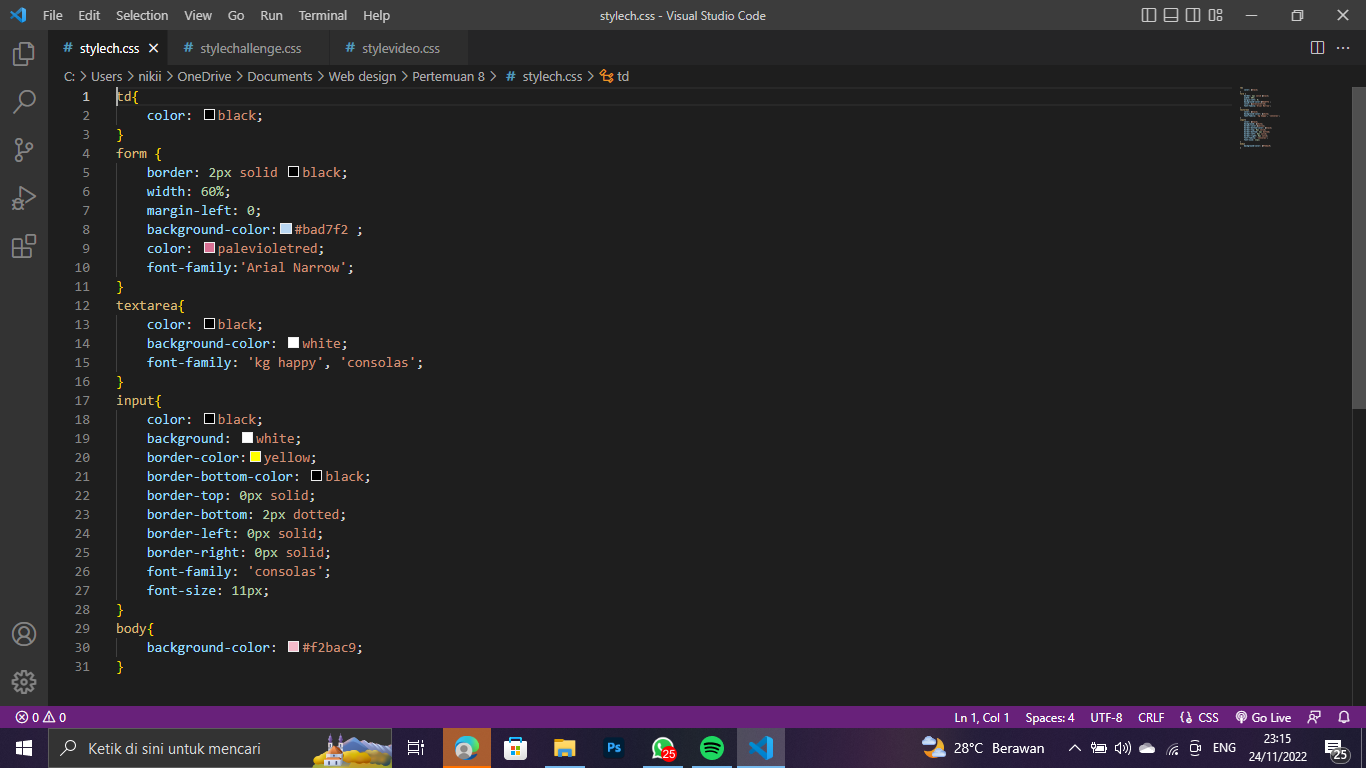 File Edit Selection View Go Run Terminal Help stylech.css - Visual Studio Code
# stylech.css # stylechallenge.css # stylevideo.css
C: > Users > nikii > OneDrive > Documents > Web design > Pertemuan 8 > # stylech.css > td
1 td{
2 color: black;
3 }
4 form {
5 border: 2px solid black;
6 width: 60%;
7 margin-left: 0;
8 background-color: #bad7f2 ;
9 color: palevioletred;
10 font-family:'Arial Narrow';
11 }
12 textarea{
13 color: black;
14 background-color: white;
15 font-family: 'kg happy', 'consolas';
16 }
17 input{
18 color: black;
19 background: white;
20 border-color: yellow;
21 border-bottom-color: black;
22 border-top: 0px solid;
23 border-bottom: 2px dotted;
24 border-left: 0px solid;
25 border-right: 0px solid;
26 font-family: 'consolas';
27 font-size: 11px;
28 }
29 body{
30 background-color: #f2bac9;
31 }
0 0 Ln 1, Col 1 Spaces: 4 UTF-8 CRLF CSS Go Live
Ketik di sini untuk mencari Ps 25 28°C Berawan ENG 23:15
24/11/2022 25